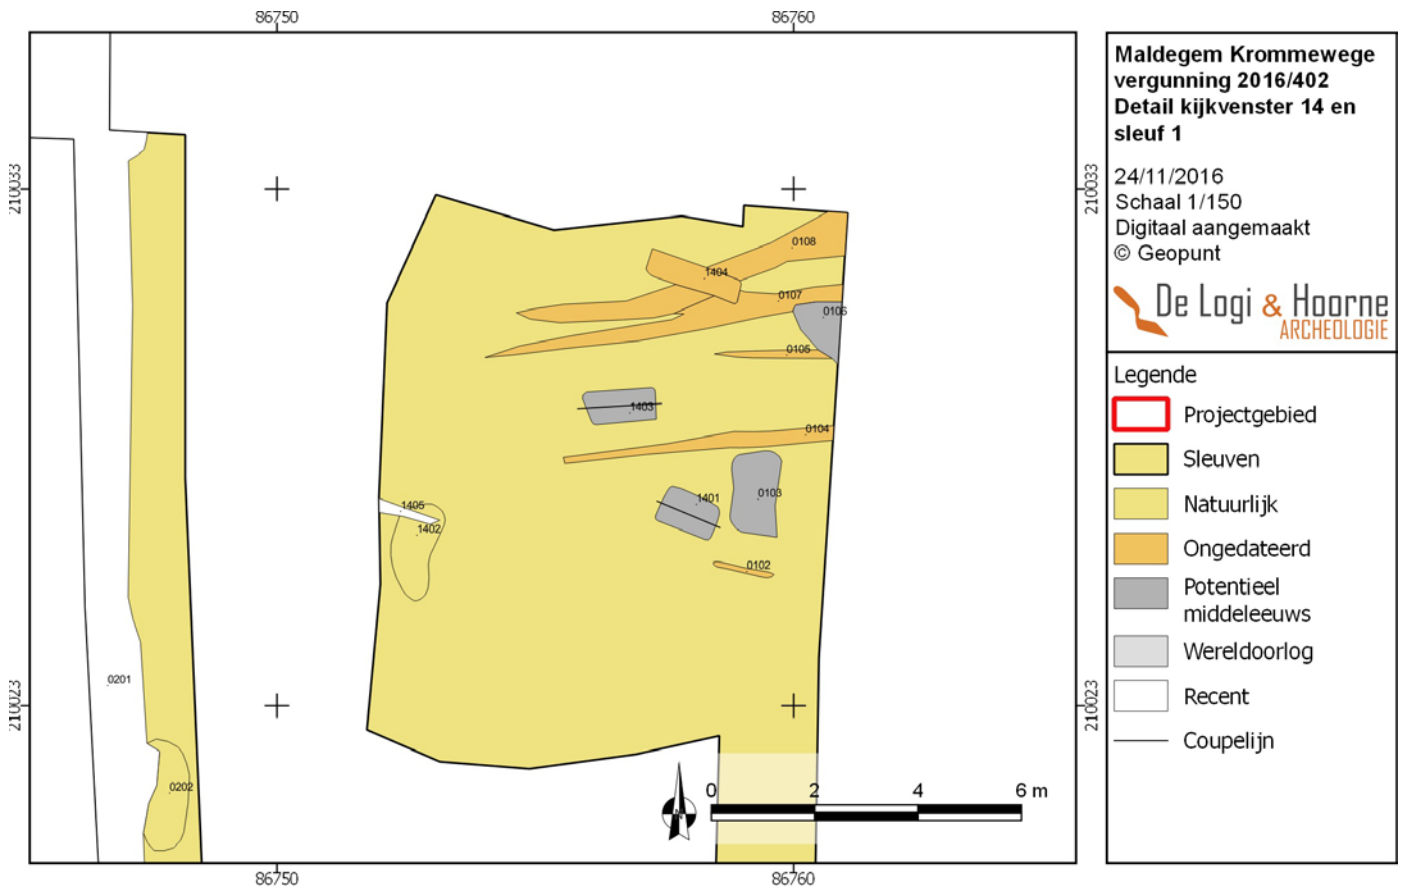 86750
86760
210033
210033
0108
1404
0107
0106
0105
1403
0104
1401
0103
1405
1402
0102
0201
210023
210023
0202
0 2 4 6 m
N
86750
86760
Maldegem Krommewege
vergunning 2016/402
Detail kijkvenster 14 en
sleuf 1
24/11/2016
Schaal 1/150
Digitaal aangemaakt
© Geopunt
De Logi & Hoorne
ARCHEOLOGIE
Legende
Projectgebied
Sleuven
Natuurlijk
Ongedateerd
Potentieel
middeleeuws
Wereldoorlog
Recent
Coupelijn